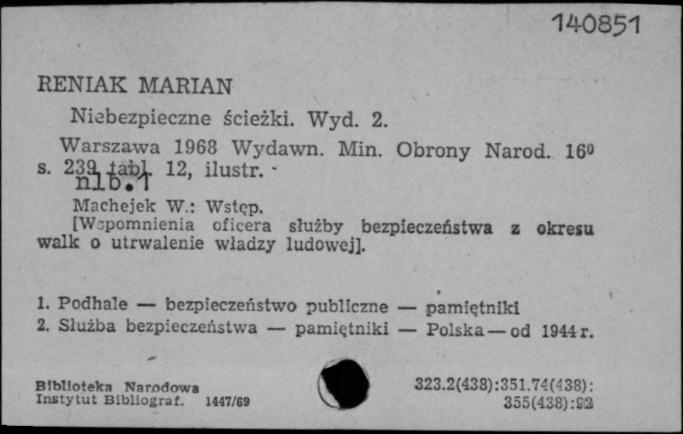 140851
RENIAK MARIAN
Niebezpieczne ścieżki. Wyd. 2.
Warszawa 1968 Wydawn. Min. Obrony Narod. 16⁰
s. 239 tabl. 12, ilustr.
nlb. 1
Machejek W.: Wstęp.
[Wspomnienia oficera służby bezpieczeństwa z okresu
walk o utrwalenie władzy ludowej].
1. Podhale — bezpieczeństwo publiczne — pamiętniki
2. Służba bezpieczeństwa — pamiętniki — Polska — od 1944 r.
Biblioteka Narodowa
Instytut Bibliograf. 1447/69
323.2(438):351.74(438):
355(438):92